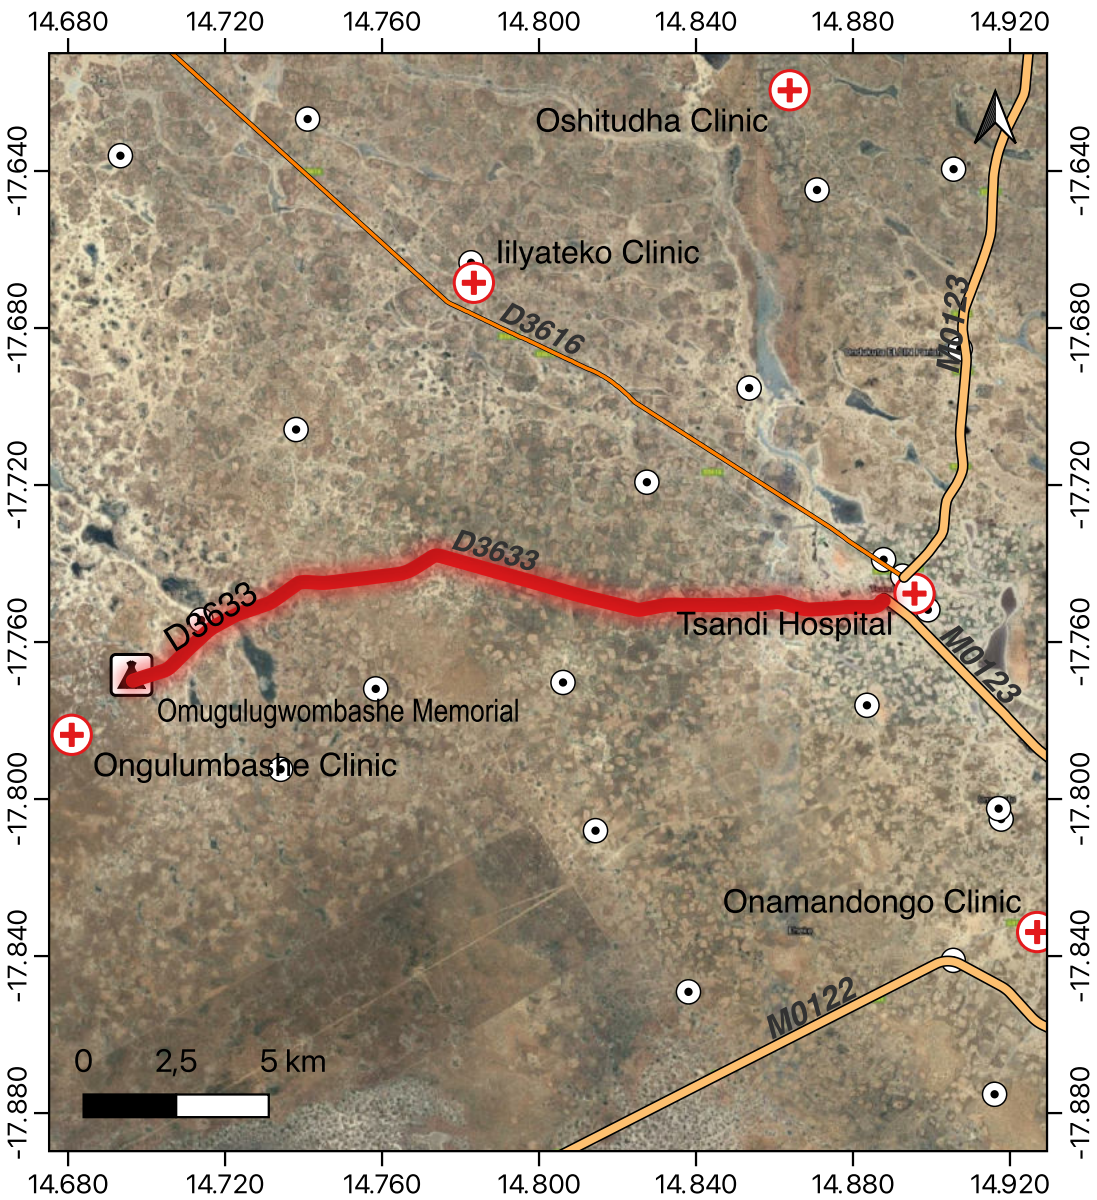 14.680 14.720 14.760 14.800 14.840 14.880 14.920
Oshitudha Clinic
-17.640 -17.640
Iilyateko Clinic
M0123
-17.680 -17.680
D3616
-17.720 -17.720
D3633
D3633
Tsandi Hospital
-17.760 -17.760
M0123
Omugulugwombashe Memorial
Ongulumbashe Clinic
-17.800 -17.800
Onamandongo Clinic
-17.840 -17.840
M0122
0 2,5 5 km
-17.880 -17.880
14.680 14.720 14.760 14.800 14.840 14.880 14.920